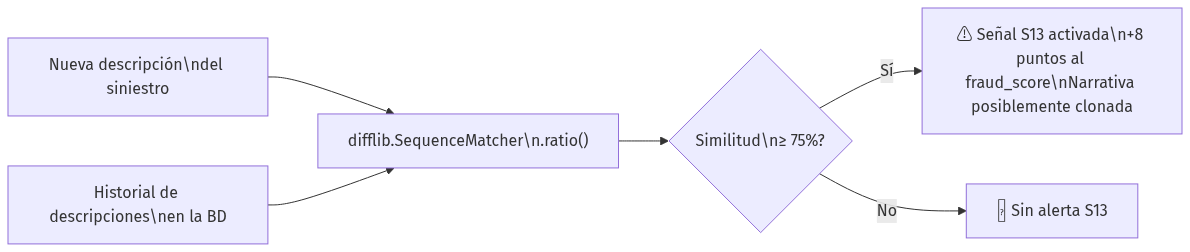 Nueva descripción\ndel
siniestro
Historial de
descripciones\nen la BD
difflib.SequenceMatcher\n.ratio()
Similitud\n≥ 75%?
Sí
⚠ Señal S13 activada\n+8
puntos al
fraud_score\nNarrativa
posiblemente clonada
No
Sin alerta S13